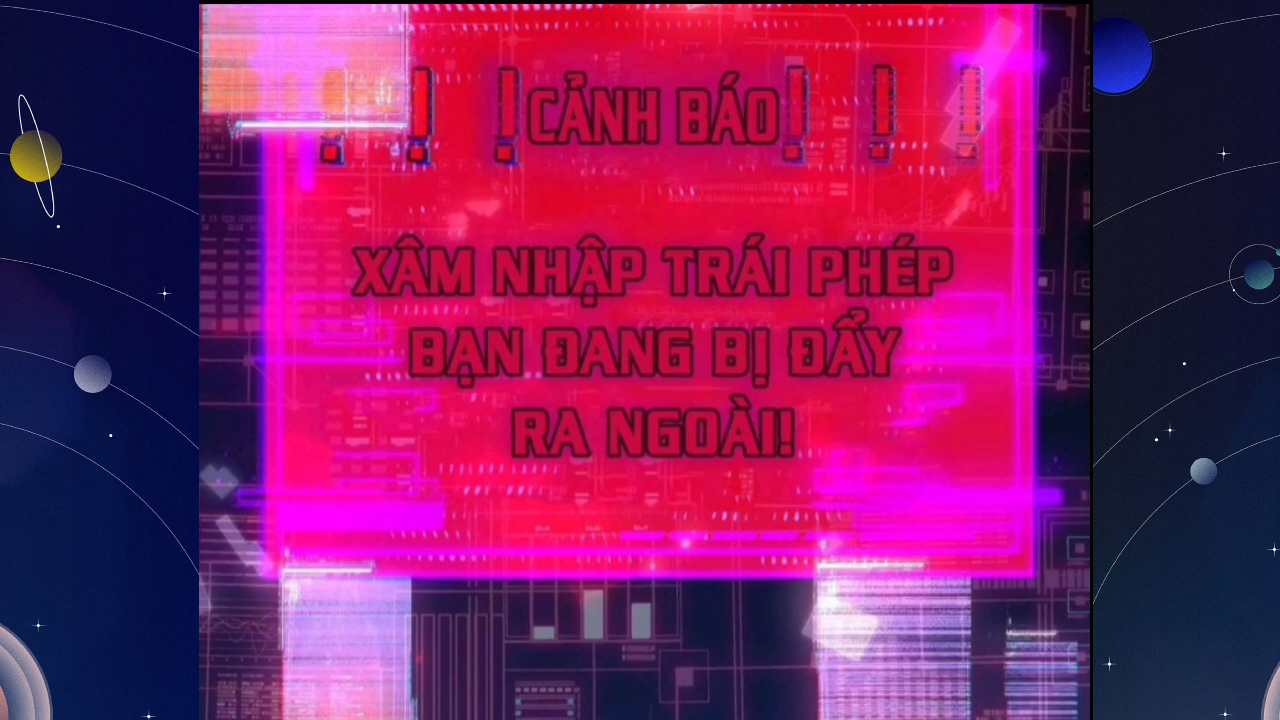 ! ! ! CẢNH BÁO ! ! !
XÂM NHẬP TRÁI PHÉP
BẠN ĐANG BỊ ĐẨY
RA NGOÀI!